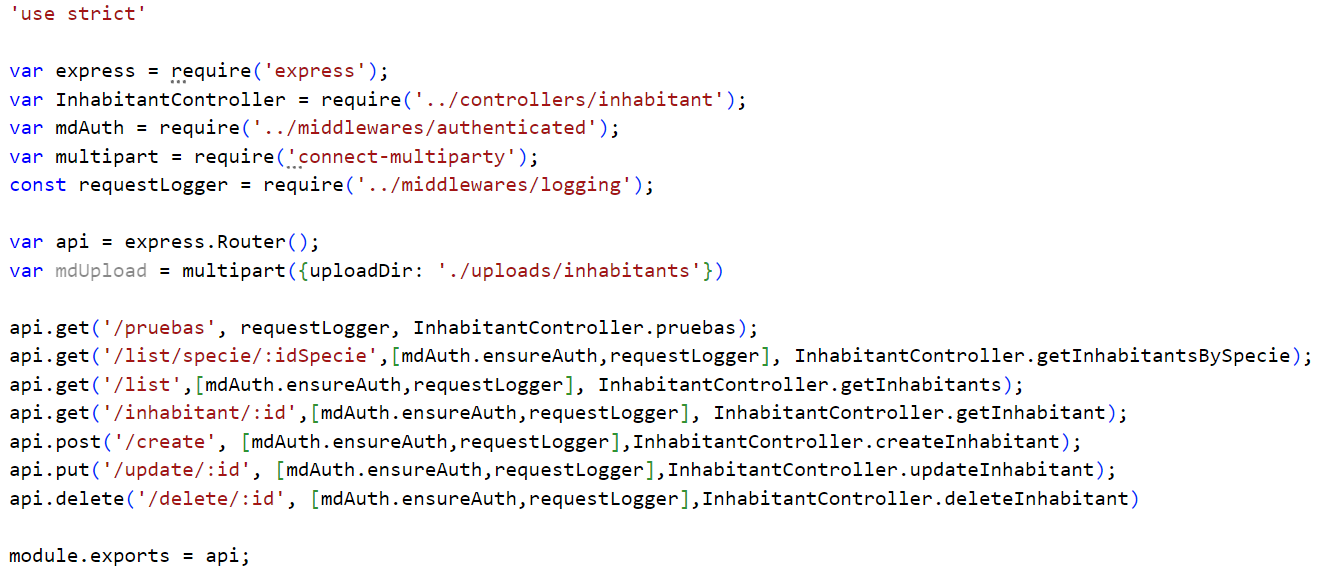 'use strict'
var express = require('express');
var InhabitantController = require('../controllers/inhabitant');
var mdAuth = require('../middlewares/authenticated');
var multipart = require('connect-multiparty');
const requestLogger = require('../middlewares/logging');
var api = express.Router();
var mdUpload = multipart({uploadDir: './uploads/inhabitants'})
api.get('/pruebas', requestLogger, InhabitantController.pruebas);
api.get('/list/specie/:idSpecie',[mdAuth.ensureAuth,requestLogger], InhabitantController.getInhabitantsBySpecie);
api.get('/list',[mdAuth.ensureAuth,requestLogger], InhabitantController.getInhabitants);
api.get('/inhabitant/:id',[mdAuth.ensureAuth,requestLogger], InhabitantController.getInhabitant);
api.post('/create', [mdAuth.ensureAuth,requestLogger],InhabitantController.createInhabitant);
api.put('/update/:id', [mdAuth.ensureAuth,requestLogger],InhabitantController.updateInhabitant);
api.delete('/delete/:id', [mdAuth.ensureAuth,requestLogger],InhabitantController.deleteInhabitant)
module.exports = api;